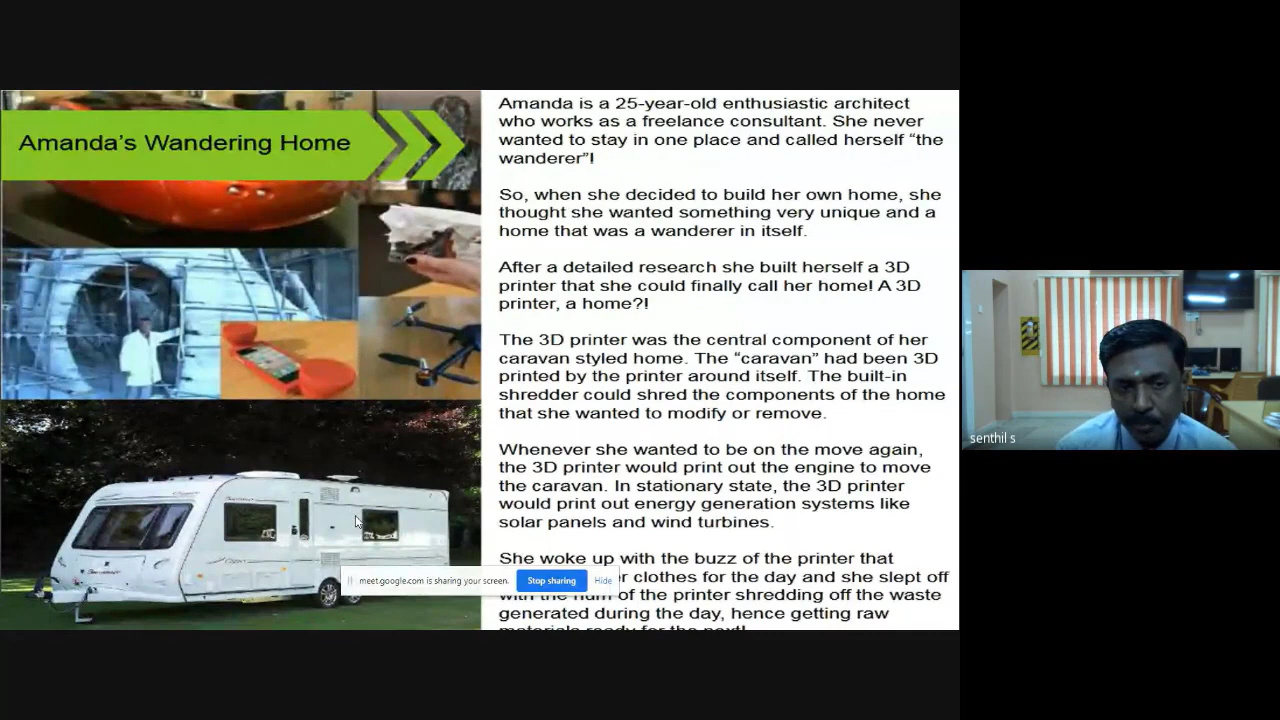 Amanda's Wandering Home
Amanda is a 25-year-old enthusiastic architect
who works as a freelance consultant. She never
wanted to stay in one place and called herself “the
wanderer”!
So, when she decided to build her own home, she
thought she wanted something very unique and a
home that was a wanderer in itself.
After a detailed research she built herself a 3D
printer that she could finally call her home! A 3D
printer, a home?!
The 3D printer was the central component of her
caravan styled home. The “caravan” had been 3D
printed by the printer around itself. The built-in
shredder could shred the components of the home
that she wanted to modify or remove.
Whenever she wanted to be on the move again,
the 3D printer would print out the engine to move
the caravan. In stationary state, the 3D printer
would print out energy generation systems like
solar panels and wind turbines.
She woke up with the buzz of the printer that
clothes for the day and she slept off
with the hum of the printer shredding off the waste
generated during the day, hence getting raw
materials ready for the next!
meet.google.com is sharing your screen.
Stop sharing
Hide
senthil s